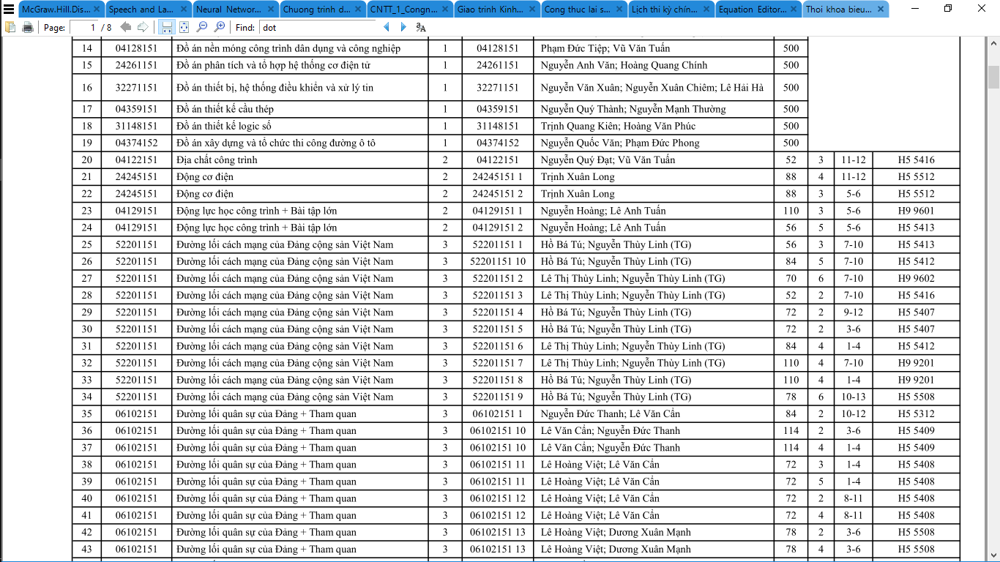 McGraw.Hill.Dis...
Speech and La...
Neural Networ...
Chuong trinh d...
CNTT_1_Congn...
Giao trinh Kinh...
Cong thuc lai s...
Lịch thi kỳ chín...
Equation Editor...
Thoi khoa bieu...
Page: 1 / 8 Find: dot
14 04128151 Đồ án nền móng công trình dân dụng và công nghiệp 1 04128151 Phạm Đức Tiệp; Vũ Văn Tuấn 500
15 24261151 Đồ án phân tích và tổ hợp hệ thống cơ điện tử 1 24261151 Nguyễn Anh Văn; Hoàng Quang Chính 500
16 32271151 Đồ án thiết bị, hệ thống điều khiển và xử lý tin 1 32271151 Nguyễn Văn Xuân; Nguyễn Xuân Chiêm; Lê Hải Hà 500
17 04359151 Đồ án thiết kế cầu thép 1 04359151 Nguyễn Quý Thành; Nguyễn Mạnh Thường 500
18 31148151 Đồ án thiết kế logic số 1 31148151 Trịnh Quang Kiên; Hoàng Văn Phúc 500
19 04374152 Đồ án xây dựng và tổ chức thi công đường ô tô 1 04374152 Nguyễn Quốc Văn; Phạm Đức Phong 500
20 04122151 Địa chất công trình 2 04122151 Nguyễn Quý Đạt; Vũ Văn Tuấn 52 3 11-12 H5 5416
21 24245151 Động cơ điện 2 24245151 1 Trịnh Xuân Long 88 4 11-12 H5 5512
22 24245151 Động cơ điện 2 24245151 2 Trịnh Xuân Long 88 3 5-6 H5 5512
23 04129151 Động lực học công trình + Bài tập lớn 2 04129151 1 Nguyễn Hoàng; Lê Anh Tuấn 110 3 5-6 H9 9601
24 04129151 Động lực học công trình + Bài tập lớn 2 04129151 2 Nguyễn Hoàng; Lê Anh Tuấn 56 5 5-6 H5 5413
25 52201151 Đường lối cách mạng của Đảng cộng sản Việt Nam 3 52201151 1 Hồ Bá Tú; Nguyễn Thùy Linh (TG) 56 3 7-10 H5 5413
26 52201151 Đường lối cách mạng của Đảng cộng sản Việt Nam 3 52201151 10 Hồ Bá Tú; Nguyễn Thùy Linh (TG) 84 5 7-10 H5 5412
27 52201151 Đường lối cách mạng của Đảng cộng sản Việt Nam 3 52201151 2 Lê Thị Thùy Linh; Nguyễn Thùy Linh (TG) 70 6 7-10 H9 9602
28 52201151 Đường lối cách mạng của Đảng cộng sản Việt Nam 3 52201151 3 Lê Thị Thùy Linh; Nguyễn Thùy Linh (TG) 52 2 7-10 H5 5416
29 52201151 Đường lối cách mạng của Đảng cộng sản Việt Nam 3 52201151 4 Hồ Bá Tú; Nguyễn Thùy Linh (TG) 72 2 9-12 H5 5407
30 52201151 Đường lối cách mạng của Đảng cộng sản Việt Nam 3 52201151 5 Hồ Bá Tú; Nguyễn Thùy Linh (TG) 72 2 3-6 H5 5407
31 52201151 Đường lối cách mạng của Đảng cộng sản Việt Nam 3 52201151 6 Lê Thị Thùy Linh; Nguyễn Thùy Linh (TG) 84 4 1-4 H5 5412
32 52201151 Đường lối cách mạng của Đảng cộng sản Việt Nam 3 52201151 7 Lê Thị Thùy Linh; Nguyễn Thùy Linh (TG) 110 4 7-10 H9 9201
33 52201151 Đường lối cách mạng của Đảng cộng sản Việt Nam 3 52201151 8 Hồ Bá Tú; Nguyễn Thùy Linh (TG) 110 4 1-4 H9 9201
34 52201151 Đường lối cách mạng của Đảng cộng sản Việt Nam 3 52201151 9 Hồ Bá Tú; Nguyễn Thùy Linh (TG) 78 6 10-13 H5 5508
35 06102151 Đường lối quân sự của Đảng + Tham quan 3 06102151 1 Nguyễn Đức Thanh; Lê Văn Cẩn 84 2 10-12 H5 5312
36 06102151 Đường lối quân sự của Đảng + Tham quan 3 06102151 10 Lê Văn Cẩn; Nguyễn Đức Thanh 114 2 3-6 H5 5409
37 06102151 Đường lối quân sự của Đảng + Tham quan 3 06102151 10 Lê Văn Cẩn; Nguyễn Đức Thanh 114 4 1-4 H5 5409
38 06102151 Đường lối quân sự của Đảng + Tham quan 3 06102151 11 Lê Hoàng Việt; Lê Văn Cẩn 72 3 1-4 H5 5408
39 06102151 Đường lối quân sự của Đảng + Tham quan 3 06102151 11 Lê Hoàng Việt; Lê Văn Cẩn 72 5 1-4 H5 5408
40 06102151 Đường lối quân sự của Đảng + Tham quan 3 06102151 12 Lê Hoàng Việt; Lê Văn Cẩn 72 2 8-11 H5 5408
41 06102151 Đường lối quân sự của Đảng + Tham quan 3 06102151 12 Lê Hoàng Việt; Lê Văn Cẩn 72 4 8-11 H5 5408
42 06102151 Đường lối quân sự của Đảng + Tham quan 3 06102151 13 Lê Hoàng Việt; Dương Xuân Mạnh 78 2 3-6 H5 5508
43 06102151 Đường lối quân sự của Đảng + Tham quan 3 06102151 13 Lê Hoàng Việt; Dương Xuân Mạnh 78 4 3-6 H5 5508